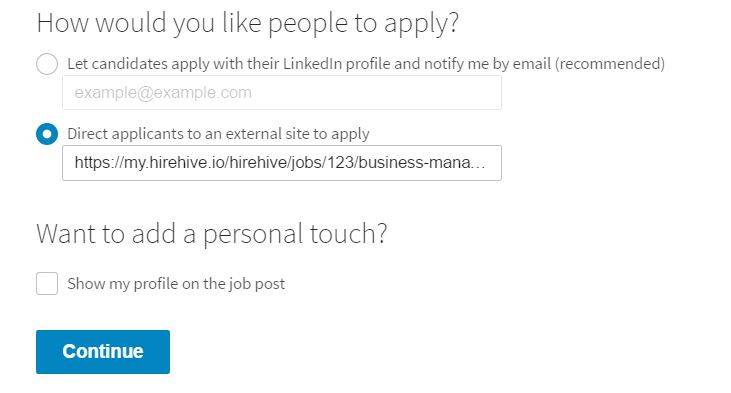 How would you like people to apply?
Let candidates apply with their LinkedIn profile and notify me by email (recommended)
example@example.com
Direct applicants to an external site to apply
https://my.hirehive.io/hirehive/jobs/123/business-mana...
Want to add a personal touch?
Show my profile on the job post
Continue